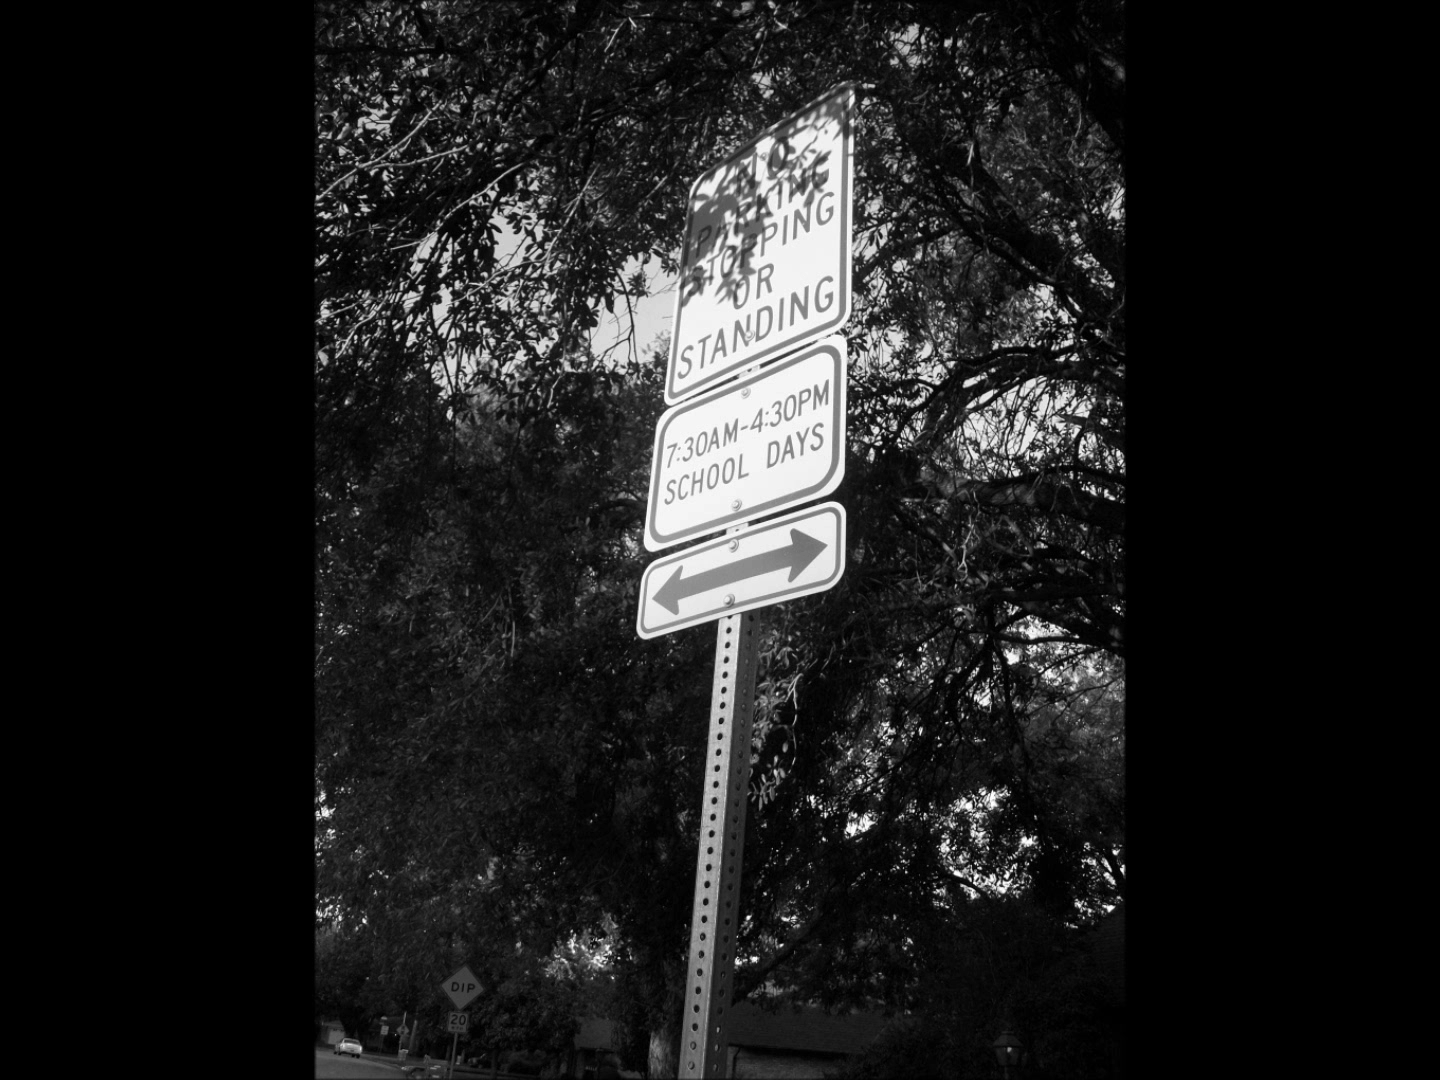 NO
PARKING
STOPPING
OR
STANDING
7:30AM-4:30PM
SCHOOL DAYS
DIP
20